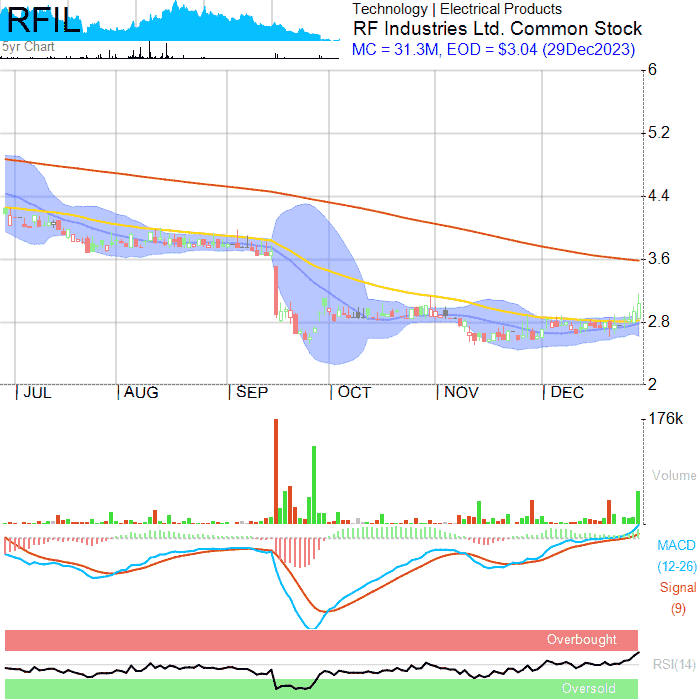 RFIL
5yr Chart
Technology | Electrical Products
RF Industries Ltd. Common Stock
MC = 31.3M, EOD = $3.04 (29Dec2023)
6
5.2
4.4
3.6
2.8
2
JUL AUG SEP OCT NOV DEC
176k
Volume
MACD
(12-26)
Signal
(9)
Overbought
RSI(14)
Oversold